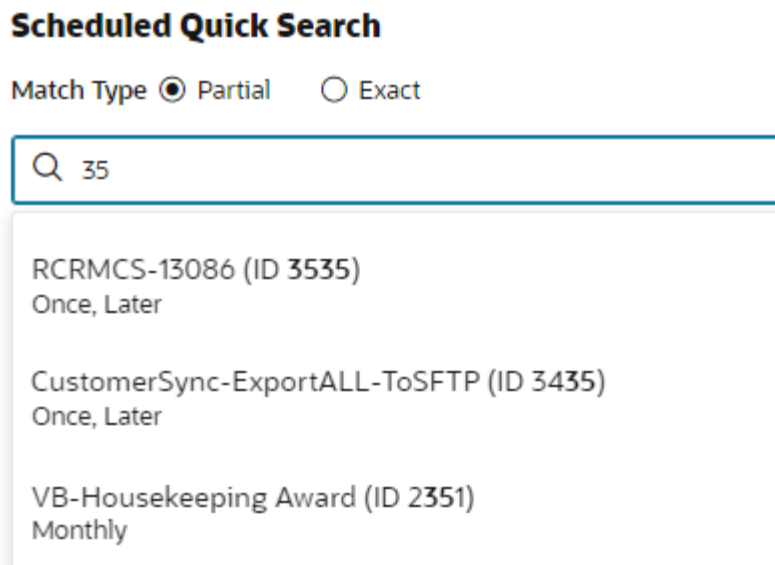 Scheduled Quick Search
Match Type Partial Exact
35
RCRMCS-13086 (ID 3535)
Once, Later
CustomerSync-ExportALL-ToSFTP (ID 3435)
Once, Later
VB-Housekeeping Award (ID 2351)
Monthly